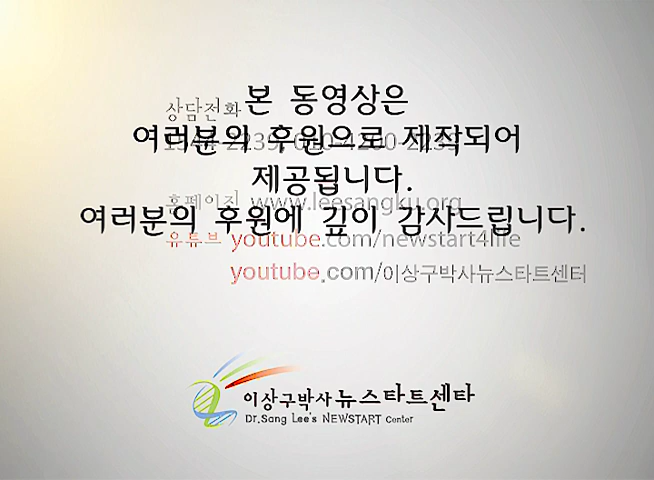 본 동영상은
상담전화
여러분의 후원으로 제작되어
제공됩니다.
홈페이지 www.leesangku.org
여러분의 후원에 깊이 감사드립니다.
유튜브 youtube.com/newstart4life
youtube.com/이상구박사뉴스타트센터
이상구박사 뉴스타트센타
Dr.Sang Lee's NEWSTART Center